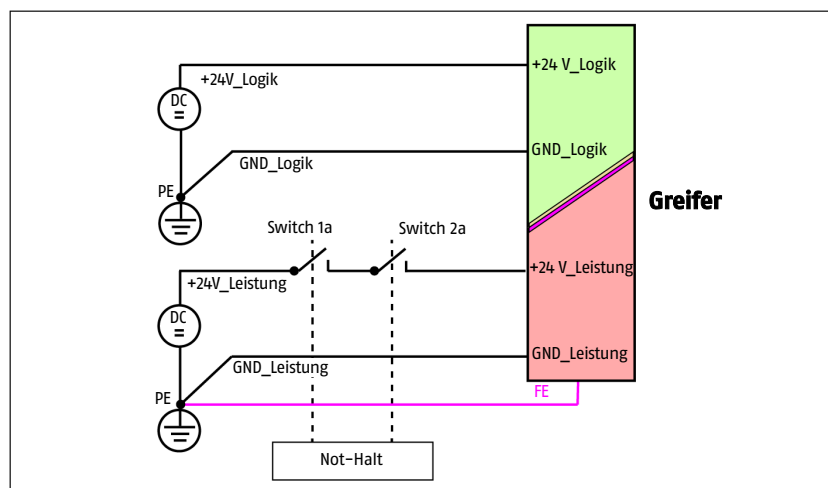 +24V_Logik
+24 V_Logik
DC
=
GND_Logik
GND_Logik
PE
Greifer
Switch 1a
Switch 2a
+24V_Leistung
+24 V_Leistung
DC
=
GND_Leistung
GND_Leistung
PE
FE
Not-Halt